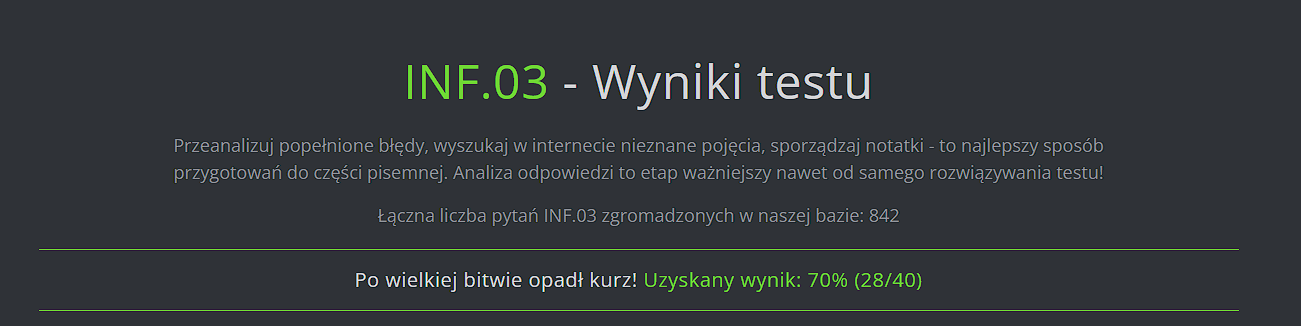 INF.03 - Wyniki testu
Przeanalizuj popełnione błędy, wyszukaj w internecie nieznane pojęcia, sporządzaj notatki - to najlepszy sposób
przygotowań do części pisemnej. Analiza odpowiedzi to etap ważniejszy nawet od samego rozwiązywania testu!
Łączna liczba pytań INF.03 zgromadzonych w naszej bazie: 842
Po wielkiej bitwie opadł kurz! Uzyskany wynik: 70% (28/40)